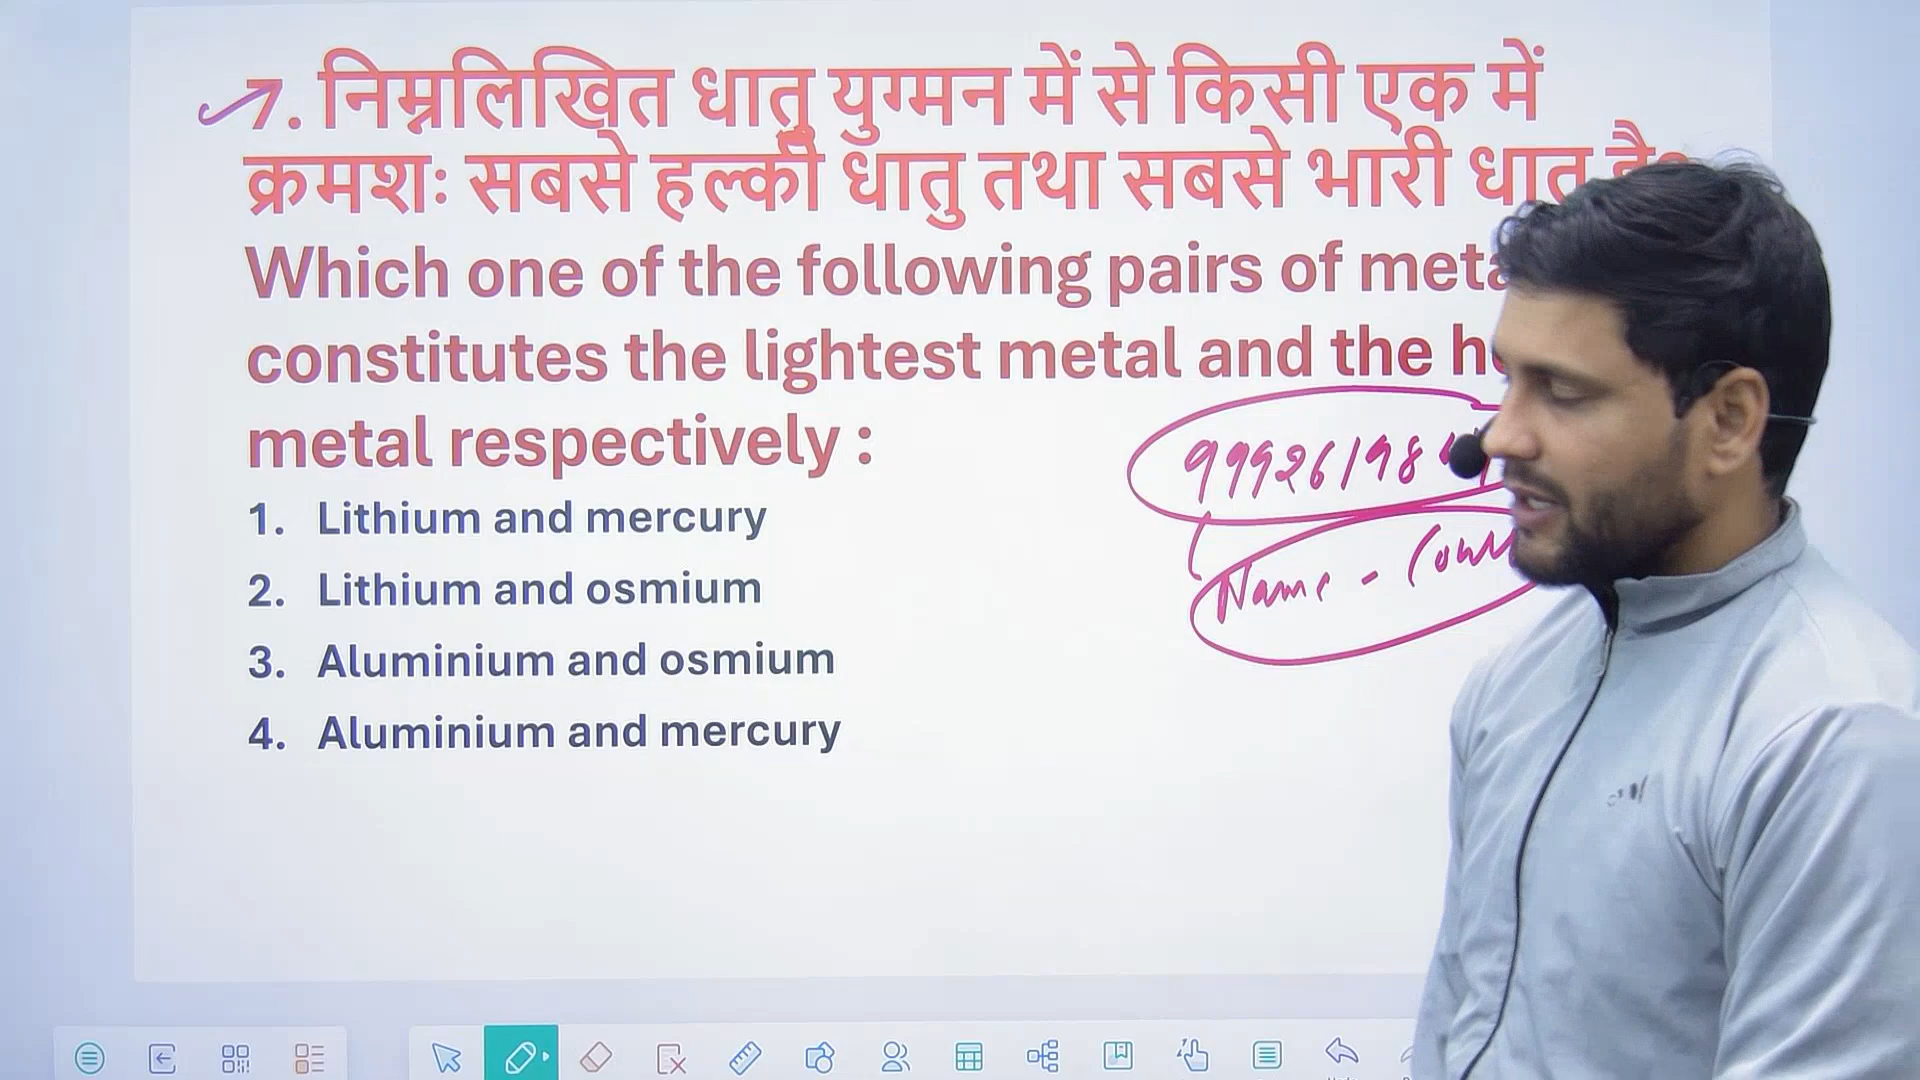 7. निम्नलिखित धातु युग्मन में से किसी एक में
क्रमशः सबसे हल्की धातु तथा सबसे भारी धातु है?
Which one of the following pairs of
constitutes the lightest metal and the
metal respectively :
1. Lithium and mercury
2. Lithium and osmium
3. Aluminium and osmium
4. Aluminium and mercury
Name -